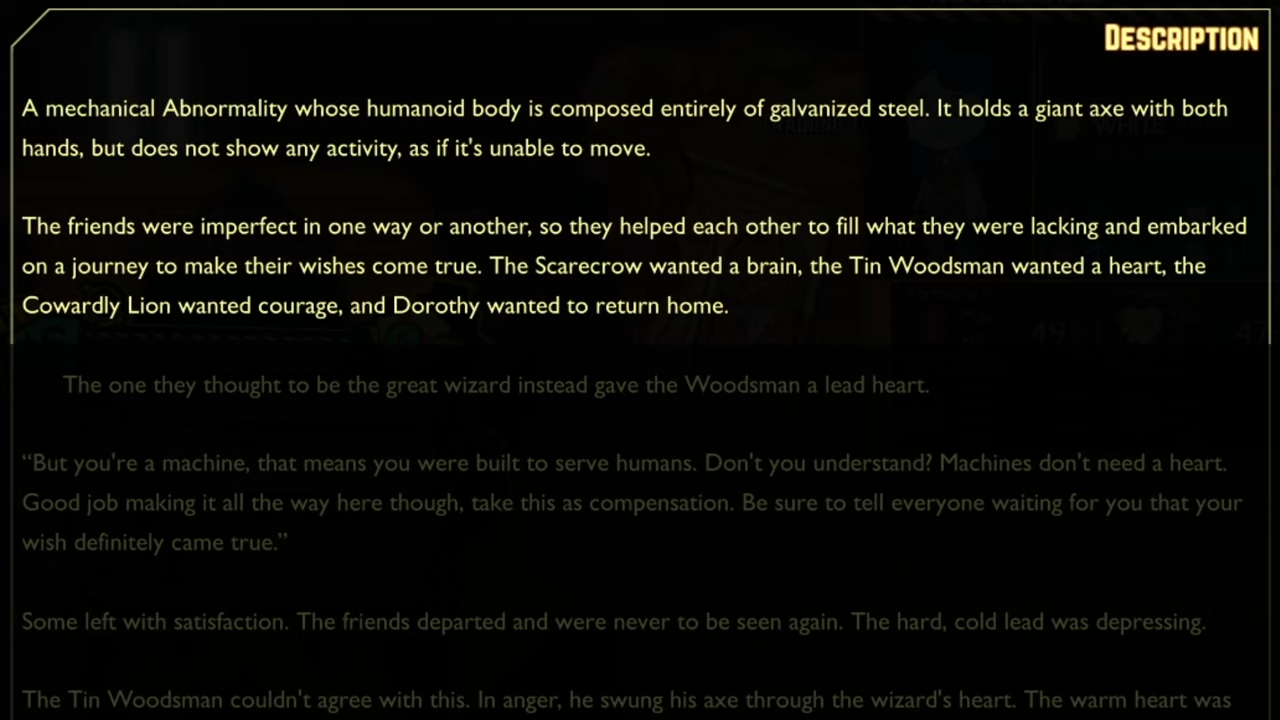 DESCRIPTION
A mechanical Abnormality whose humanoid body is composed entirely of galvanized steel. It holds a giant axe with both
hands, but does not show any activity, as if it's unable to move.
The friends were imperfect in one way or another, so they helped each other to fill what they were lacking and embarked
on a journey to make their wishes come true. The Scarecrow wanted a brain, the Tin Woodsman wanted a heart, the
Cowardly Lion wanted courage, and Dorothy wanted to return home.
The one they thought to be the great wizard instead gave the Woodsman a lead heart.
“But you're a machine, that means you were built to serve humans. Don't you understand? Machines don't need a heart.
Good job making it all the way here though, take this as compensation. Be sure to tell everyone waiting for you that your
wish definitely came true.”
Some left with satisfaction. The friends departed and were never to be seen again. The hard, cold lead was depressing.
The Tin Woodsman couldn't agree with this. In anger, he swung his axe through the wizard's heart. The warm heart was